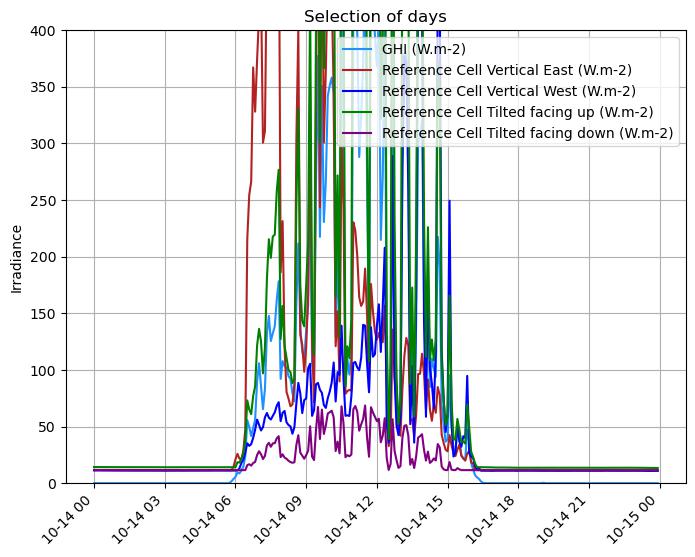 Selection of days
GHI (W.m-2)
Reference Cell Vertical East (W.m-2)
Reference Cell Vertical West (W.m-2)
Reference Cell Tilted facing up (W.m-2)
Reference Cell Tilted facing down (W.m-2)
Irradiance
400
350
300
250
200
150
100
50
0
10-14 00
10-14 03
10-14 06
10-14 09
10-14 12
10-14 15
10-14 18
10-14 21
10-15 00